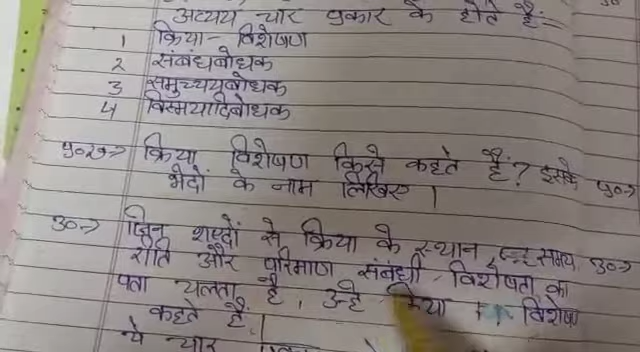 अव्यय चार प्रकार के होते हैं
1 क्रिया - विशेषण
2 संबंधबोधक
3 समुच्चयबोधक
4 विस्मयादिबोधक
क्रिया विशेषण किसे कहते हैं? इसके
भेदों के नाम लिखिए।
उ०→ जिन शब्दों से क्रिया के स्थान, समय,
रीति और परिमाण संबंधी विशेषता का
पता चलता है, उन्हे क्रिया विशेषण
कहते हैं।
ये चार